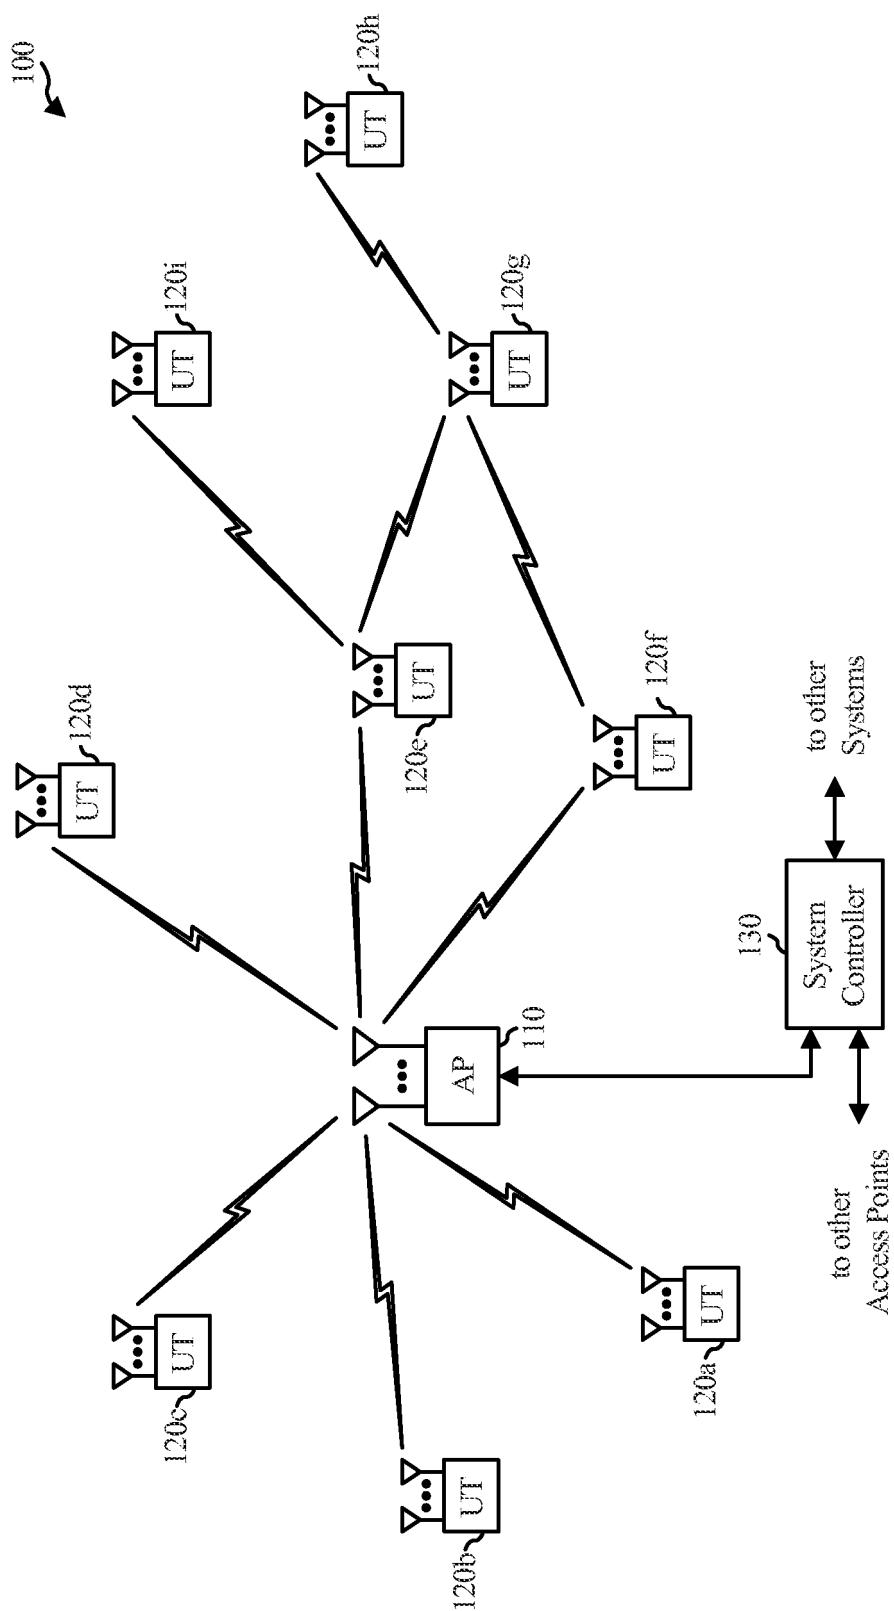 100
120d
UT
120c
UT
UT
120i
UT
120h
120e
UT
120b
UT
AP
110
UT
120g
UT
120f
120a
UT
130
System
Controller
to other
Systems
to other
Access Points